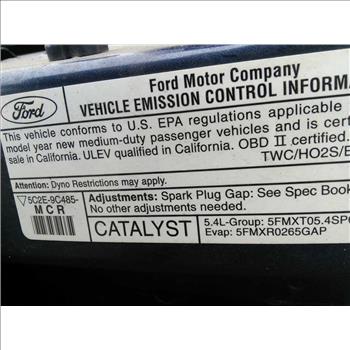 Ford
Ford Motor Company
VEHICLE EMISSION CONTROL INFORMA
This vehicle conforms to U.S. EPA regulations applicable
model year new medium-duty passenger vehicles and is certified
sale in California. ULEV qualified in California. OBD II certified.
TWC/HO2S/E
Attention: Dyno Restrictions may apply.
5C2E-9C485-
MCR
Adjustments: Spark Plug Gap: See Spec Book
No other adjustments needed.
CATALYST
5.4L-Group: 5FMXT05.4SP
Evap: 5FMXR0265GAP